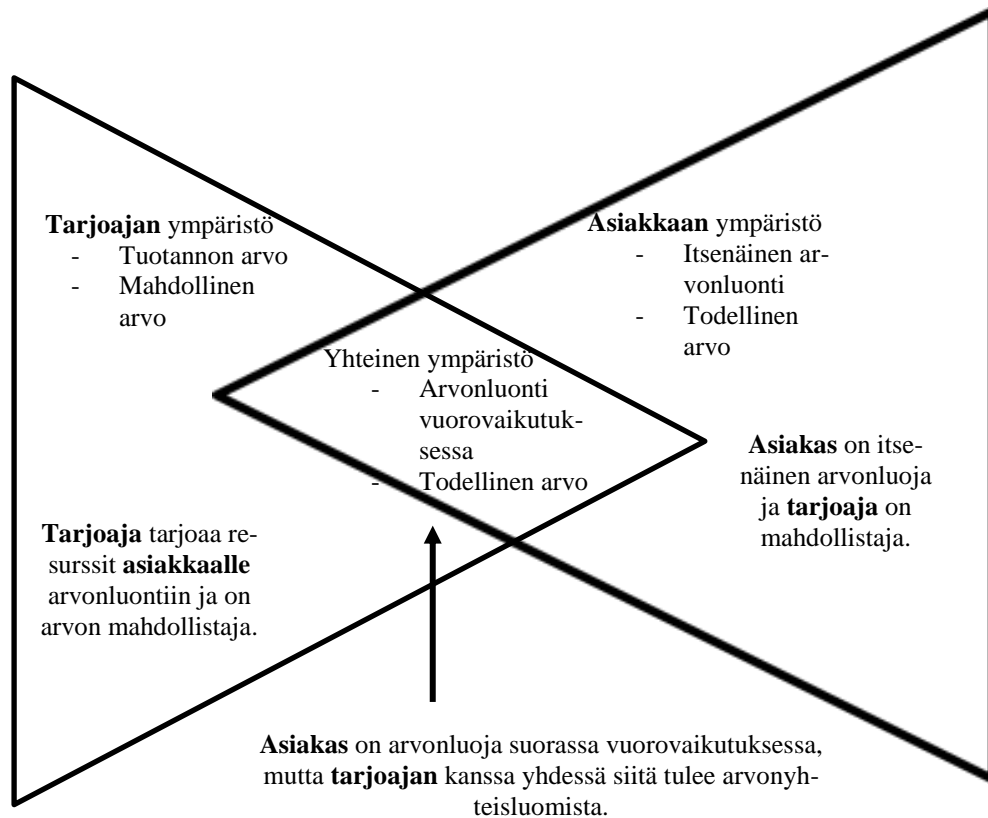 Tarjoajan ympäristö
- Tuotannon arvo
- Mahdollinen
arvo
Asiakkaan ympäristö
- Itsenäinen ar-
vonluonti
- Todellinen
arvo
Yhteinen ympäristö
- Arvonluonti
vuorovaikutuk-
sessa
- Todellinen arvo
Asiakas on itse-
näinen arvonluoja
ja tarjoaja on
mahdollistaja.
Tarjoaja tarjoaa re-
surssit asiakkaalle
arvonluontiin ja on
arvon mahdollistaja.
Asiakas on arvonluoja suorassa vuorovaikutuksessa,
mutta tarjoajan kanssa yhdessä siitä tulee arvonyh-
teisluomista.